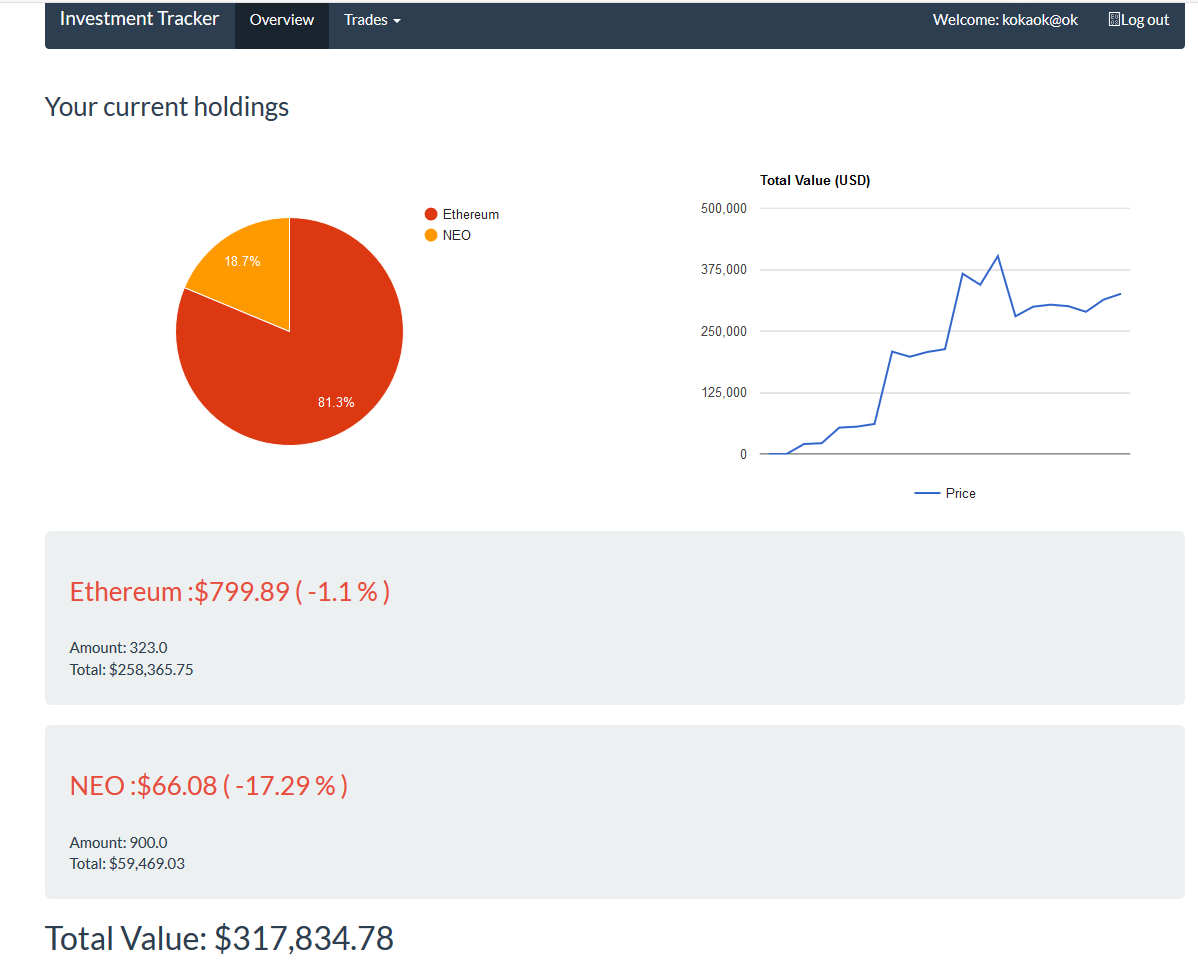 Investment Tracker Overview Trades Welcome: kokaok@ok Log out
Your current holdings
Ethereum
NEO
18.7%
81.3%
Total Value (USD)
500,000
375,000
250,000
125,000
0
Price
Ethereum :$799.89 ( -1.1 % )
Amount: 323.0
Total: $258,365.75
NEO :$66.08 ( -17.29 % )
Amount: 900.0
Total: $59,469.03
Total Value: $317,834.78